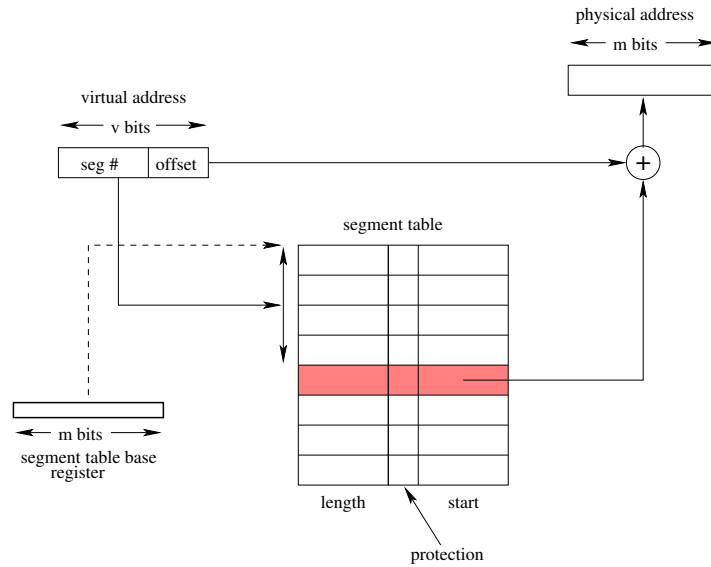 physical address
m bits
virtual address
v bits
seg #
offset
+
segment table
m bits
segment table base
register
length
start
protection